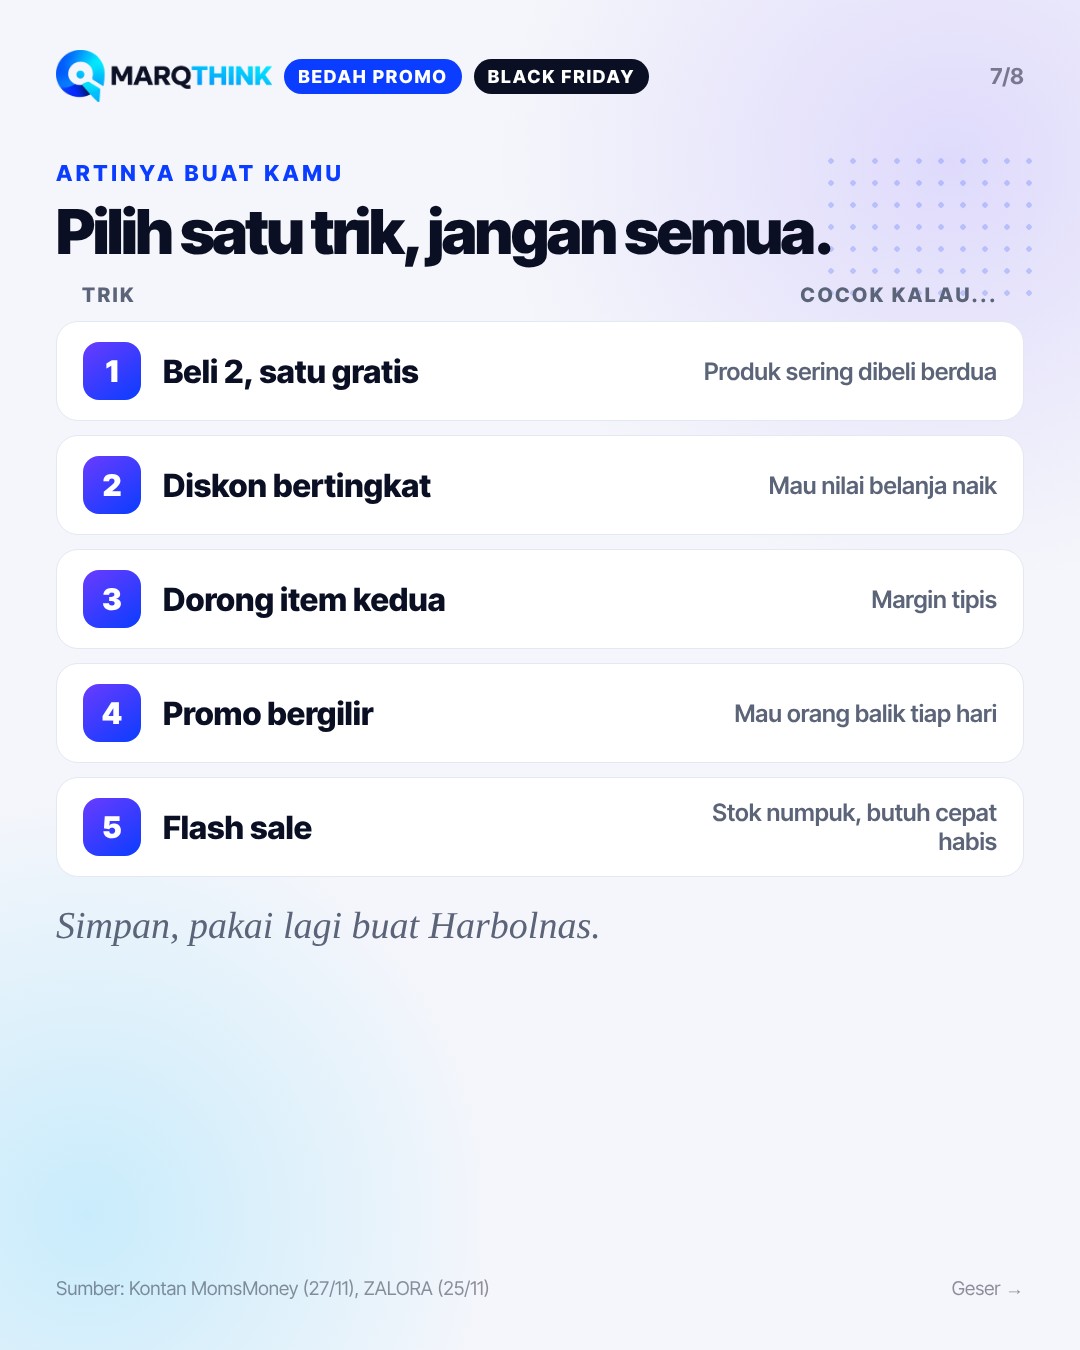 MARQTHINK BEDAH PROMO BLACK FRIDAY 7/8
ARTINYA BUAT KAMU
Pilih satu trik, jangan semua.
TRIK COCOK KALAU...
1 Beli 2, satu gratis Produk sering dibeli berdua
2 Diskon bertingkat Mau nilai belanja naik
3 Dorong item kedua Margin tipis
4 Promo bergilir Mau orang balik tiap hari
5 Flash sale Stok numpuk, butuh cepat
habis
Simpan, pakai lagi buat Harbolnas.
Sumber: Kontan MomsMoney (27/11), ZALORA (25/11) Geser →